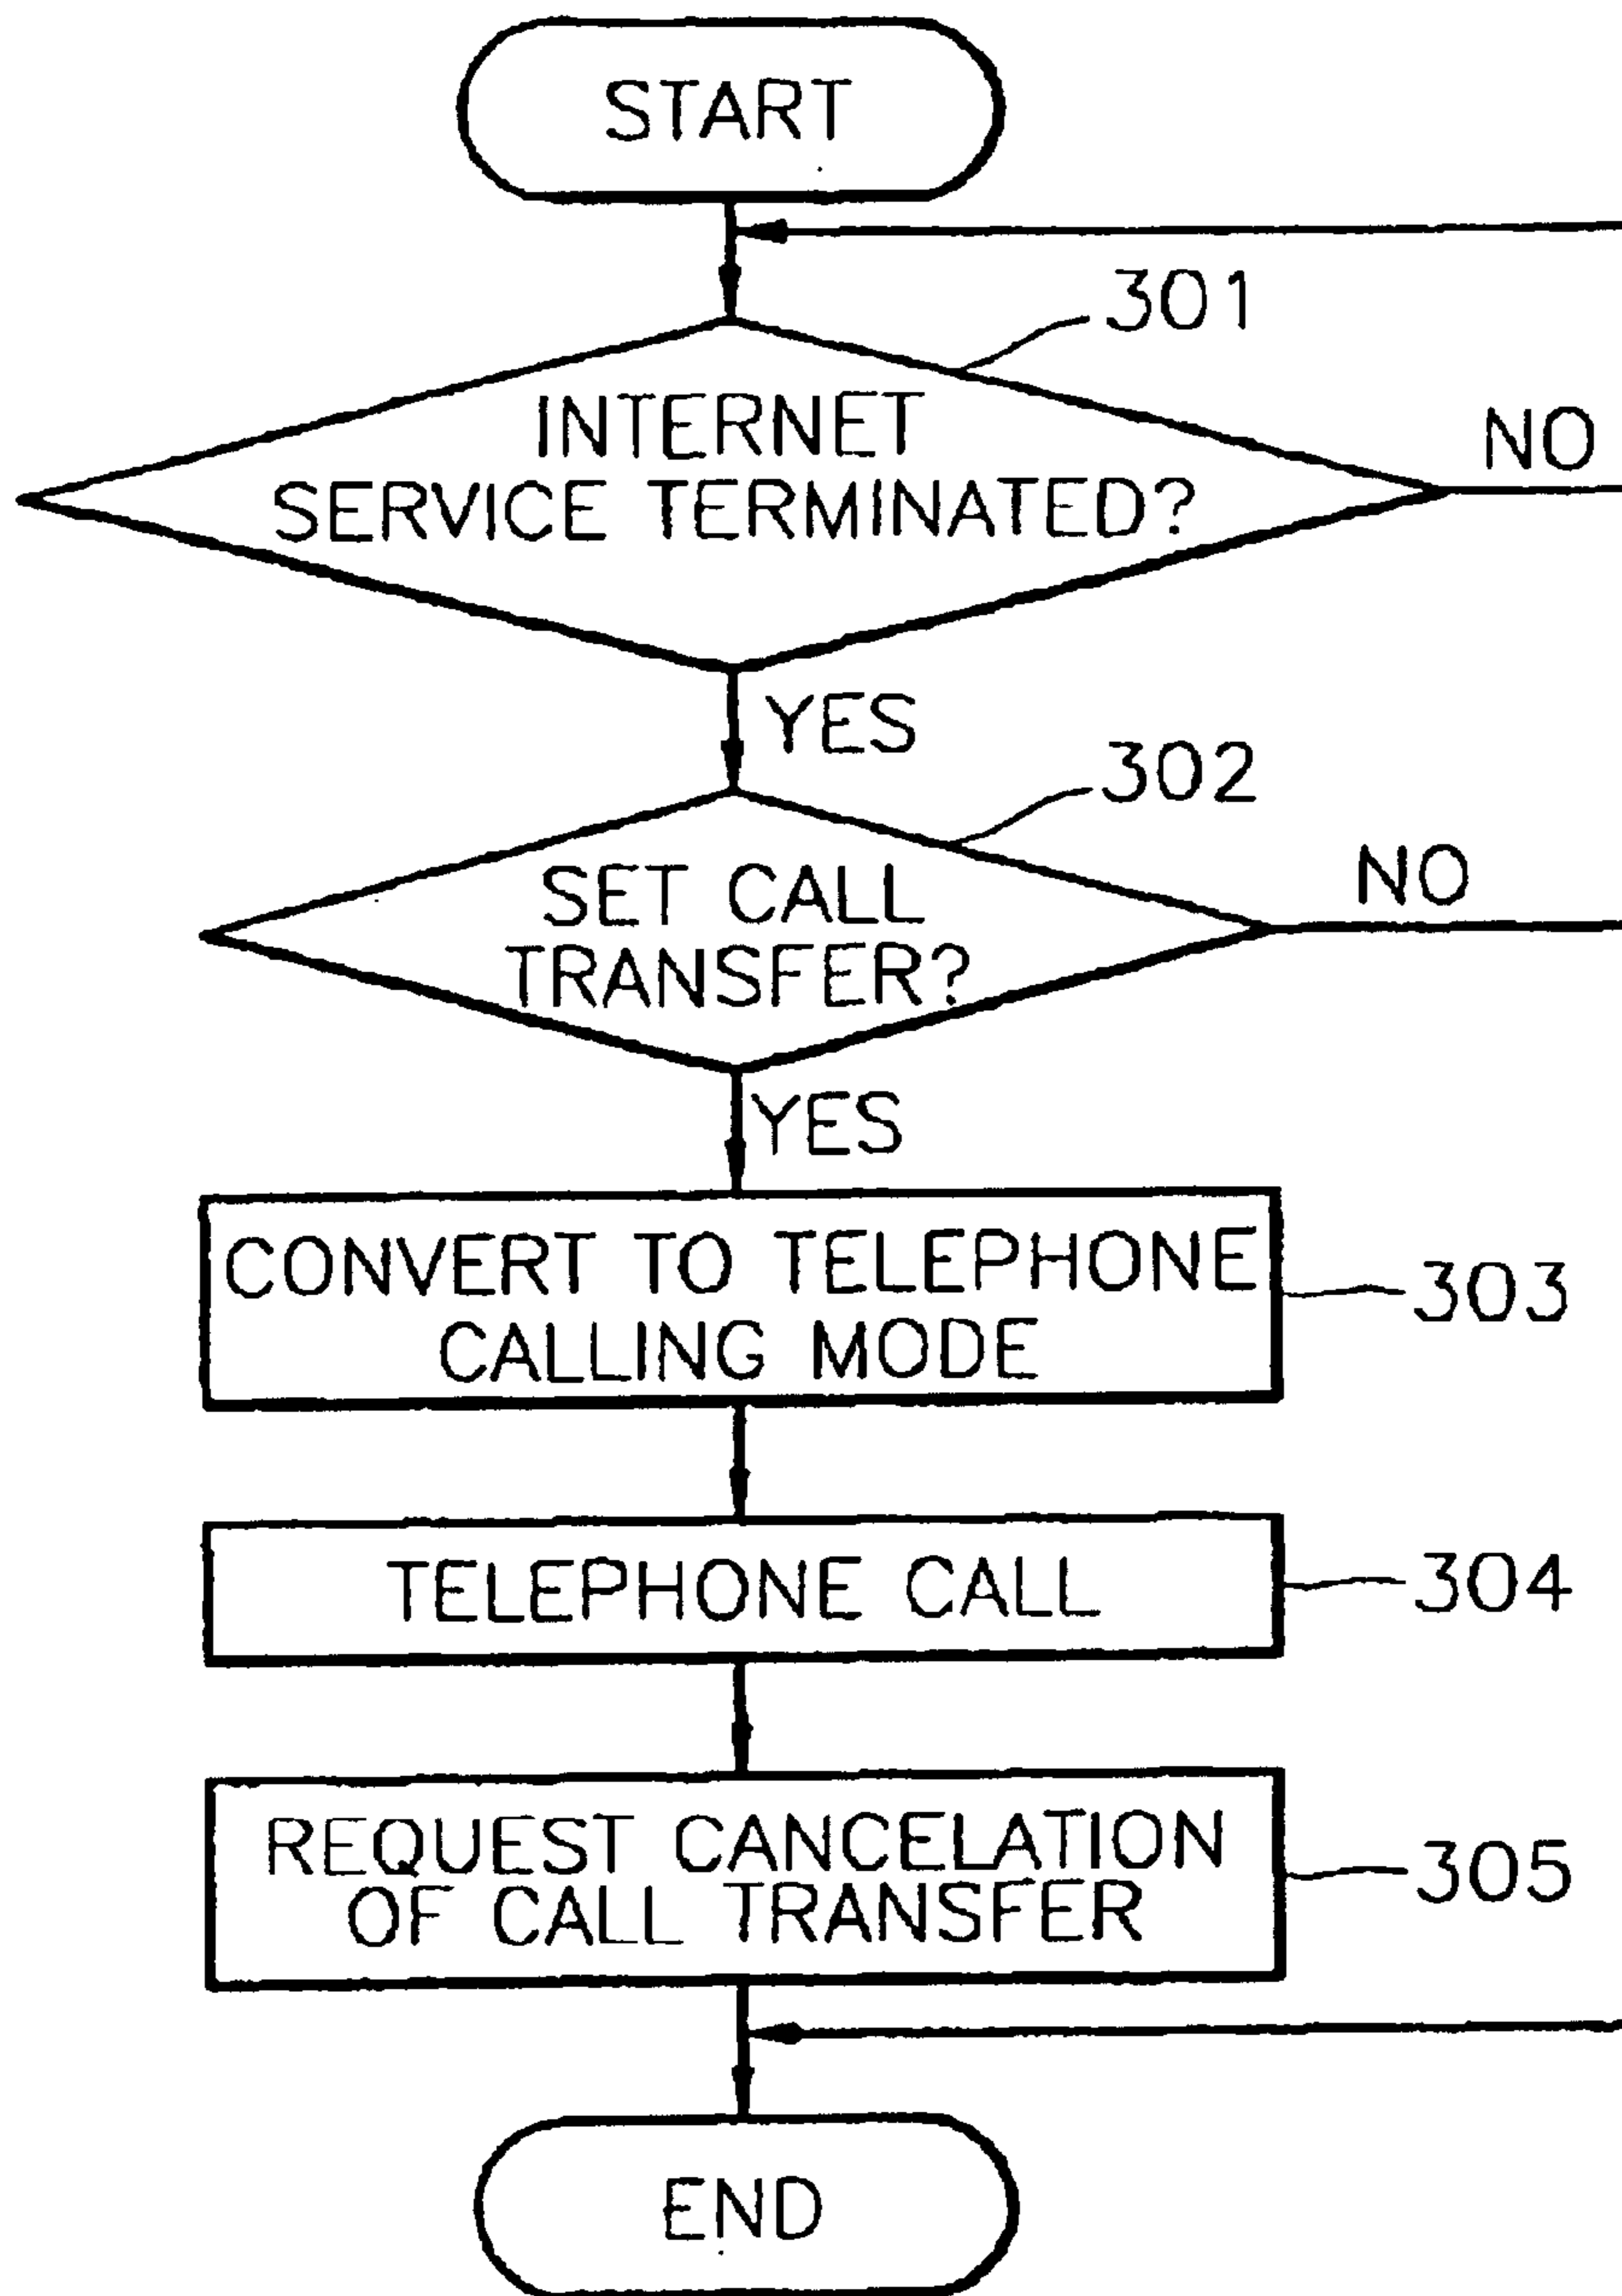 START
301
INTERNET
SERVICE TERMINATED?
NO
YES
302
SET CALL
TRANSFER?
NO
YES
CONVERT TO TELEPHONE
CALLING MODE
303
TELEPHONE CALL
304
REQUEST CANCELATION
OF CALL TRANSFER
305
END